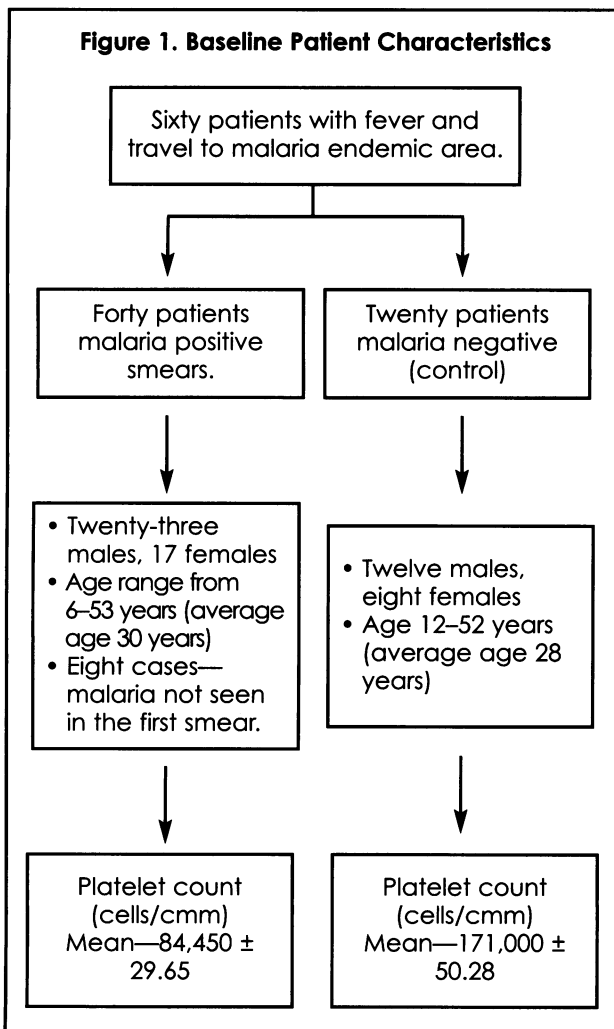 Figure 1. Baseline Patient Characteristics
Sixty patients with fever and
travel to malaria endemic area.
Forty patients
malaria positive
smears.
Twenty patients
malaria negative
(control)
• Twenty-three
males, 17 females
• Age range from
6–53 years (average
age 30 years)
• Eight cases—
malaria not seen
in the first smear.
• Twelve males,
eight females
• Age 12–52 years
(average age 28
years)
Platelet count
(cells/cmm)
Mean—84,450 ±
29.65
Platelet count
(cells/cmm)
Mean—171,000 ±
50.28